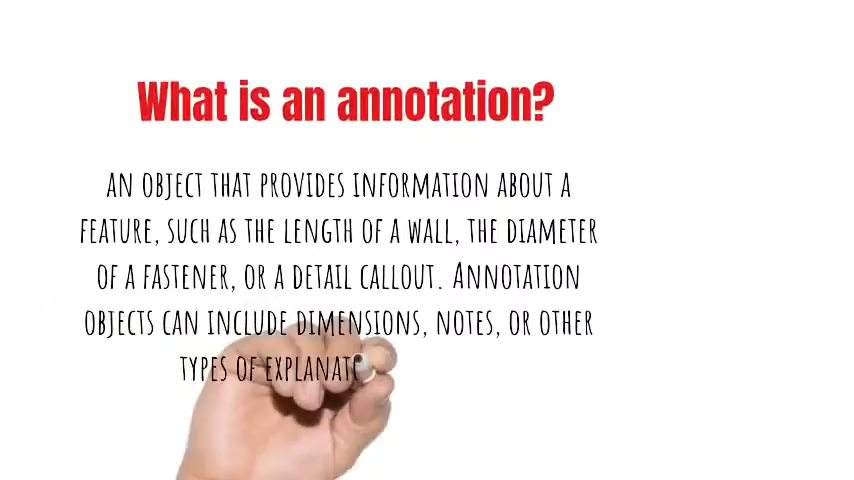 What is an annotation?
AN OBJECT THAT PROVIDES INFORMATION ABOUT A
FEATURE, SUCH AS THE LENGTH OF A WALL, THE DIAMETER
OF A FASTENER, OR A DETAIL CALLOUT. ANNOTATION
OBJECTS CAN INCLUDE DIMENSIONS, NOTES, OR OTHER
TYPES OF